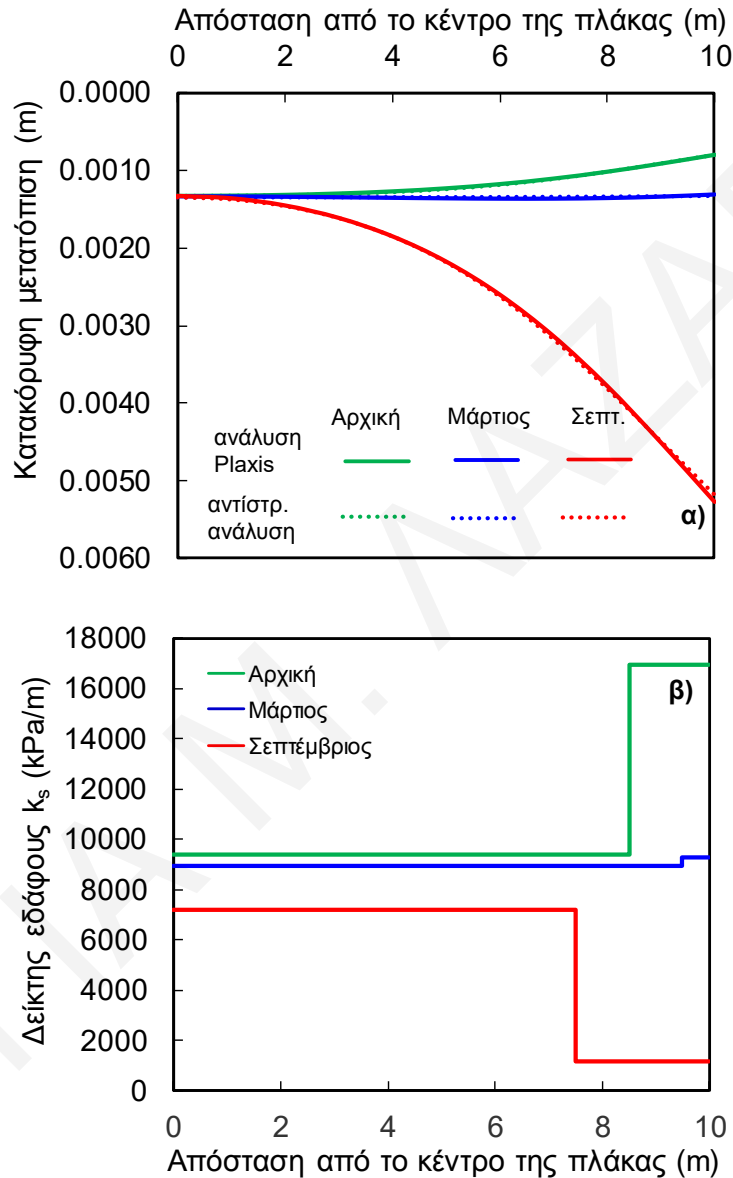 Απόσταση από το κέντρο της πλάκας (m)
0 2 4 6 8 10
Κατακόρυφη μετατόπιση (m)
0.0000
0.0010
0.0020
0.0030
0.0040
0.0050
0.0060
Αρχική Μάρτιος Σεπτ.
ανάλυση
Plaxis
αντίστρ.
ανάλυση
α)
Δείκτης εδάφους ks (kPa/m)
18000
16000
14000
12000
10000
8000
6000
4000
2000
0
Αρχική
Μάρτιος
Σεπτέμβριος
β)
0 2 4 6 8 10
Απόσταση από το κέντρο της πλάκας (m)
ΙΑ Μ. ΛΑΖΑ